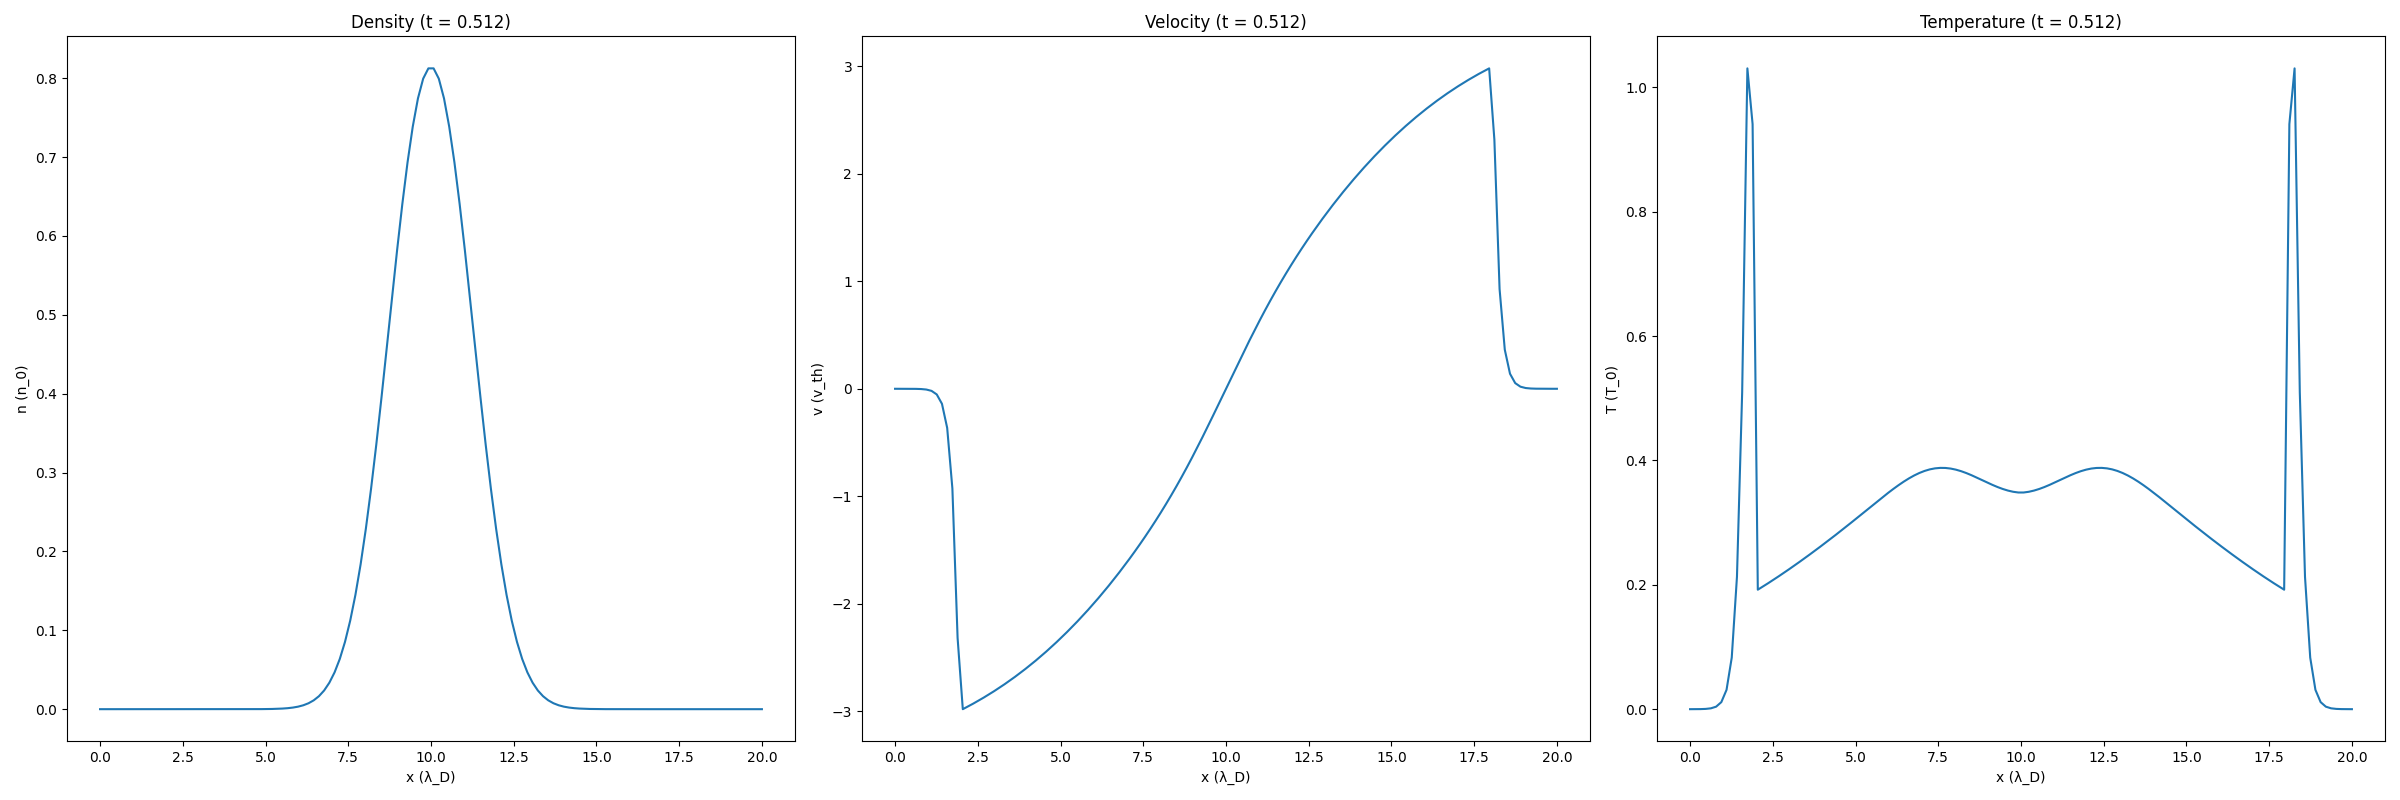 Density (t = 0.512)
n (n_0)
0.8
0.7
0.6
0.5
0.4
0.3
0.2
0.1
0.0
0.0 2.5 5.0 7.5 10.0 12.5 15.0 17.5 20.0
x (λ_D)
Velocity (t = 0.512)
v (v_th)
3
2
1
0
−1
−2
−3
0.0 2.5 5.0 7.5 10.0 12.5 15.0 17.5 20.0
x (λ_D)
Temperature (t = 0.512)
T (T_0)
1.0
0.8
0.6
0.4
0.2
0.0
0.0 2.5 5.0 7.5 10.0 12.5 15.0 17.5 20.0
x (λ_D)